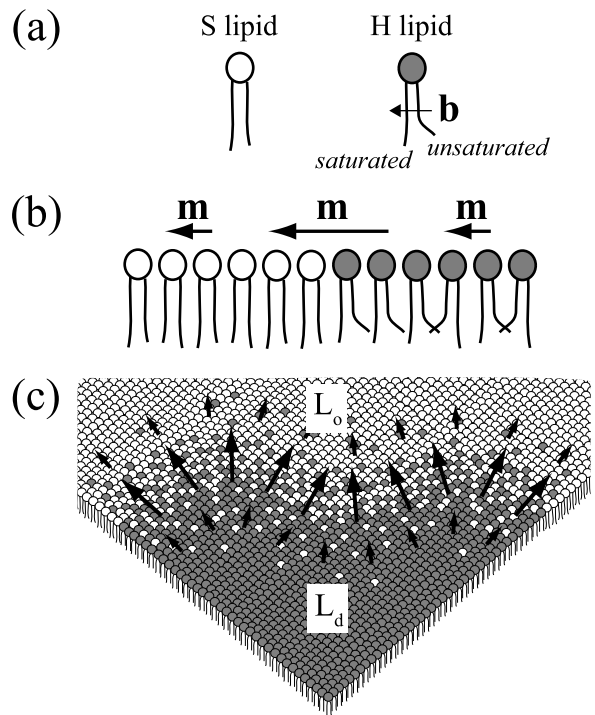 (a)
S lipid
H lipid
b
saturated
unsaturated
(b)
m
m
m
(c)
Lo
Ld